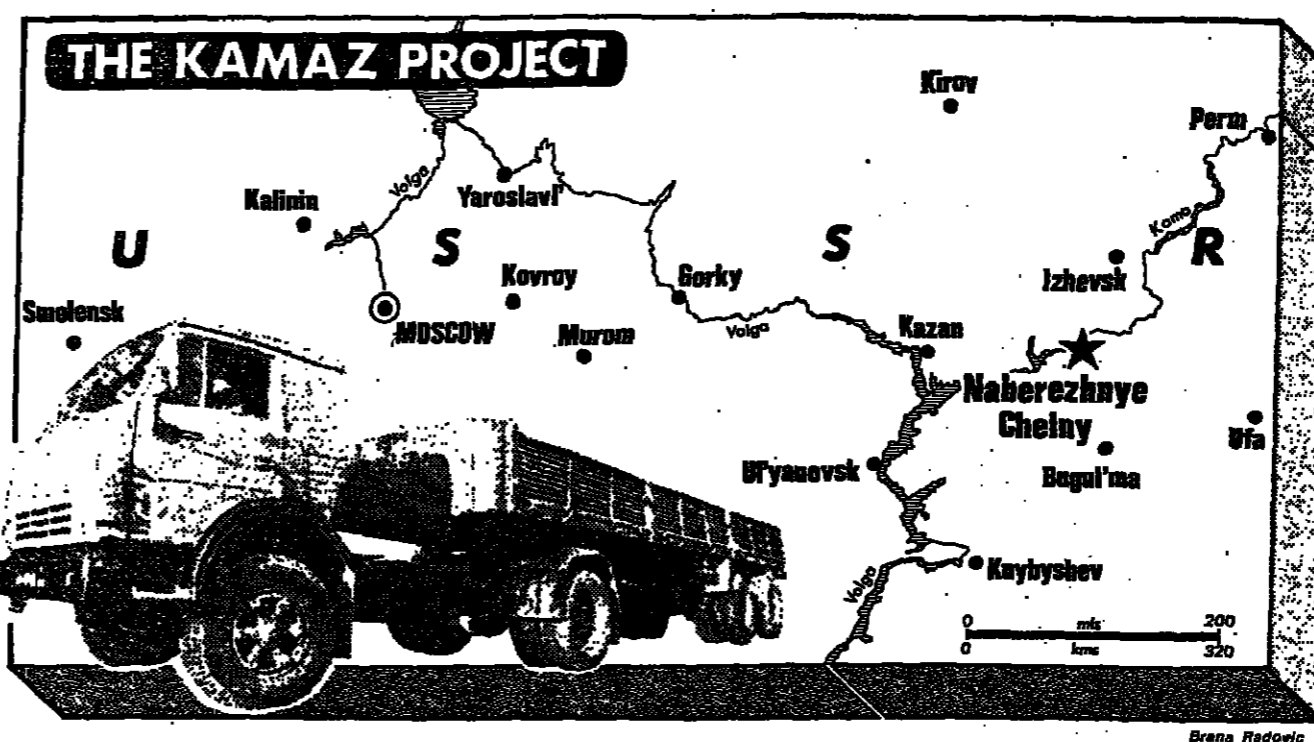 THE KAMAZ PROJECT
Kirov
Perm
Volga
Yaroslavl'
Kalinin
Kama
U S S R
Kovrov
Gorky
Izhevsk
Smolensk
MOSCOW
Murom
Volga
Kazan
Naberezhnye
Chelny
Ufa
Ul'yanovsk
Bugul'ma
Volga
Kuybyshev
0 mls 200
0 kms 320
Brana Radovic